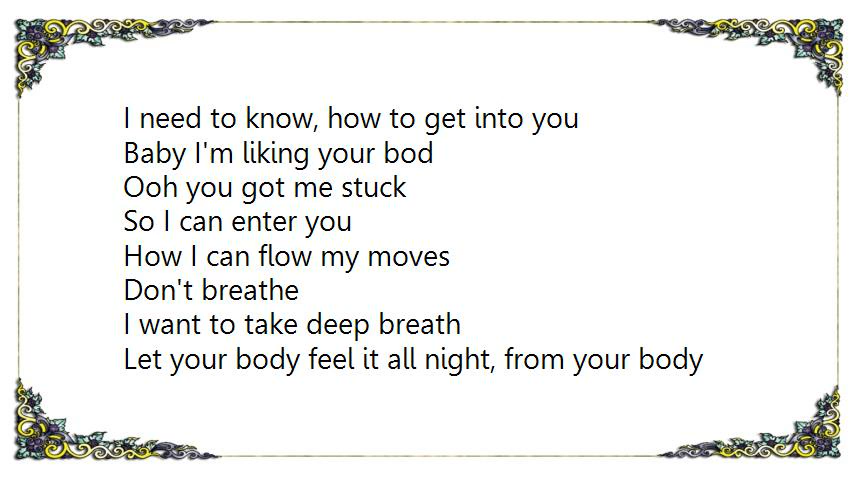 I need to know, how to get into you
Baby I'm liking your bod
Ooh you got me stuck
So I can enter you
How I can flow my moves
Don't breathe
I want to take deep breath
Let your body feel it all night, from your body